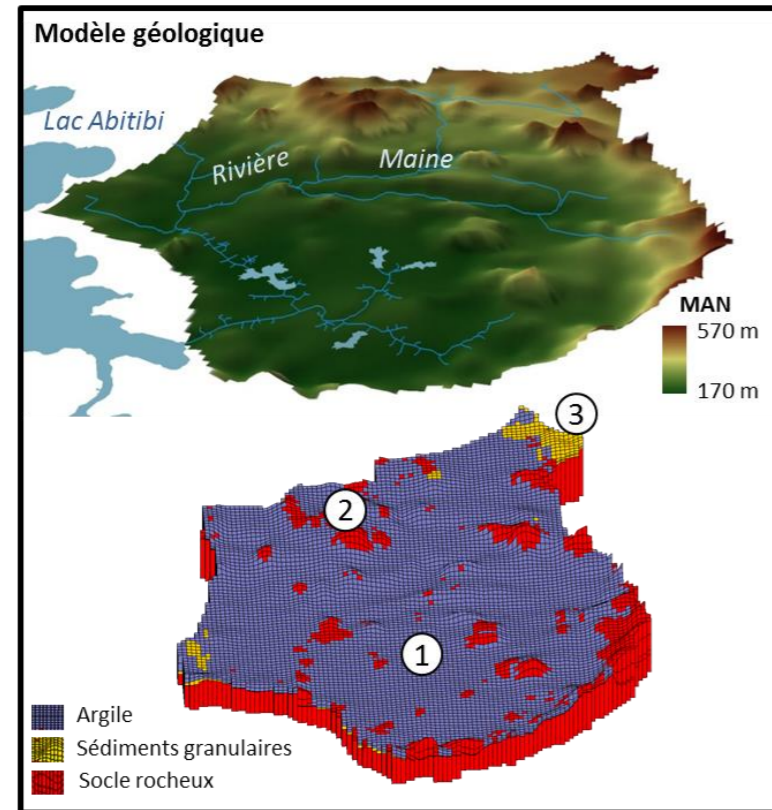 Modèle géologique
Lac Abitibi
Rivière
Maine
MAN
570 m
170 m
3
2
1
Argile
Sédiments granulaires
Socle rocheux